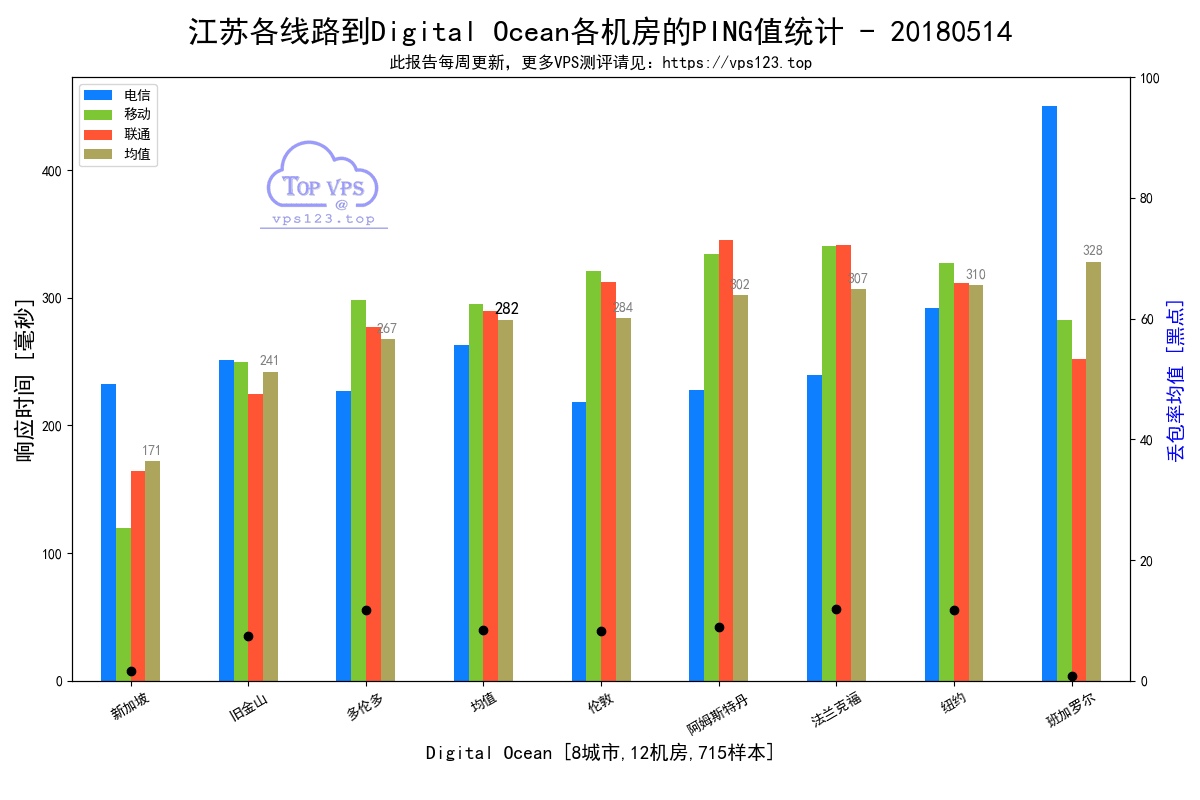 江苏各线路到Digital Ocean各机房的PING值统计 - 20180514
此报告每周更新，更多VPS测评请见：https://vps123.top
电信
移动
联通
均值
TOP VPS
@
vps123.top
响应时间 [毫秒]
400
300
200
100
0
100
80
60
40
20
0
丢包率均值 [黑点]
171
241
267
282
284
302
307
310
328
新加坡
旧金山
多伦多
均值
伦敦
阿姆斯特丹
法兰克福
纽约
班加罗尔
Digital Ocean [8城市,12机房,715样本]